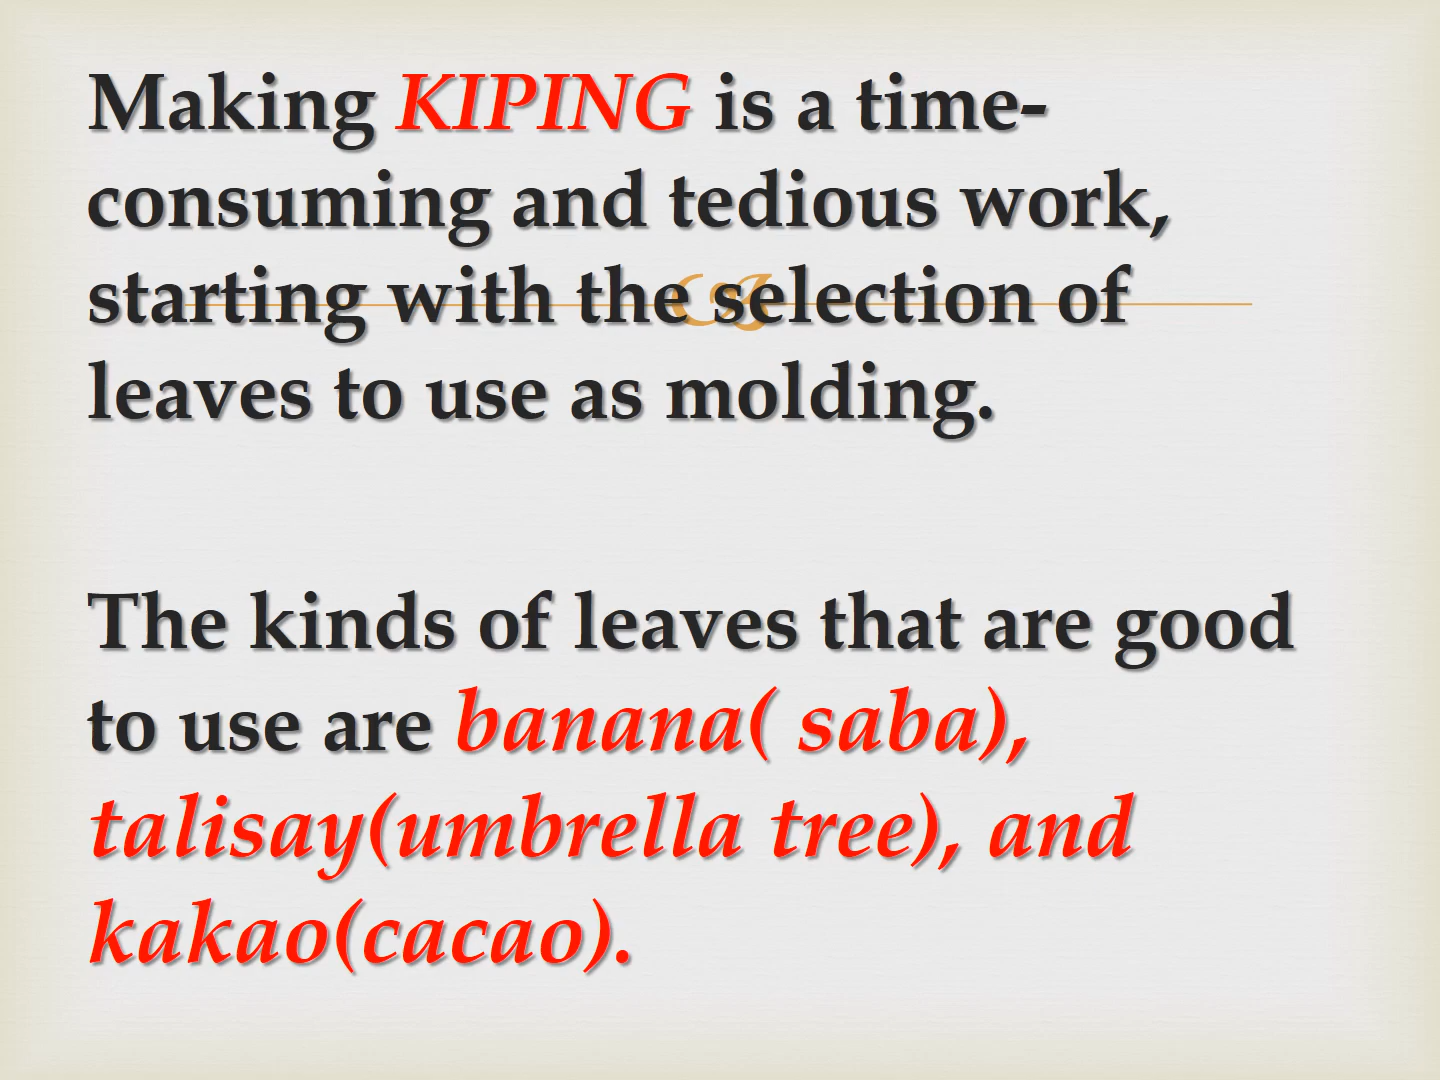 Making KIPING is a time-
consuming and tedious work,
starting with the selection of
leaves to use as molding.
The kinds of leaves that are good
to use are banana( saba),
talisay(umbrella tree), and
kakao(cacao).